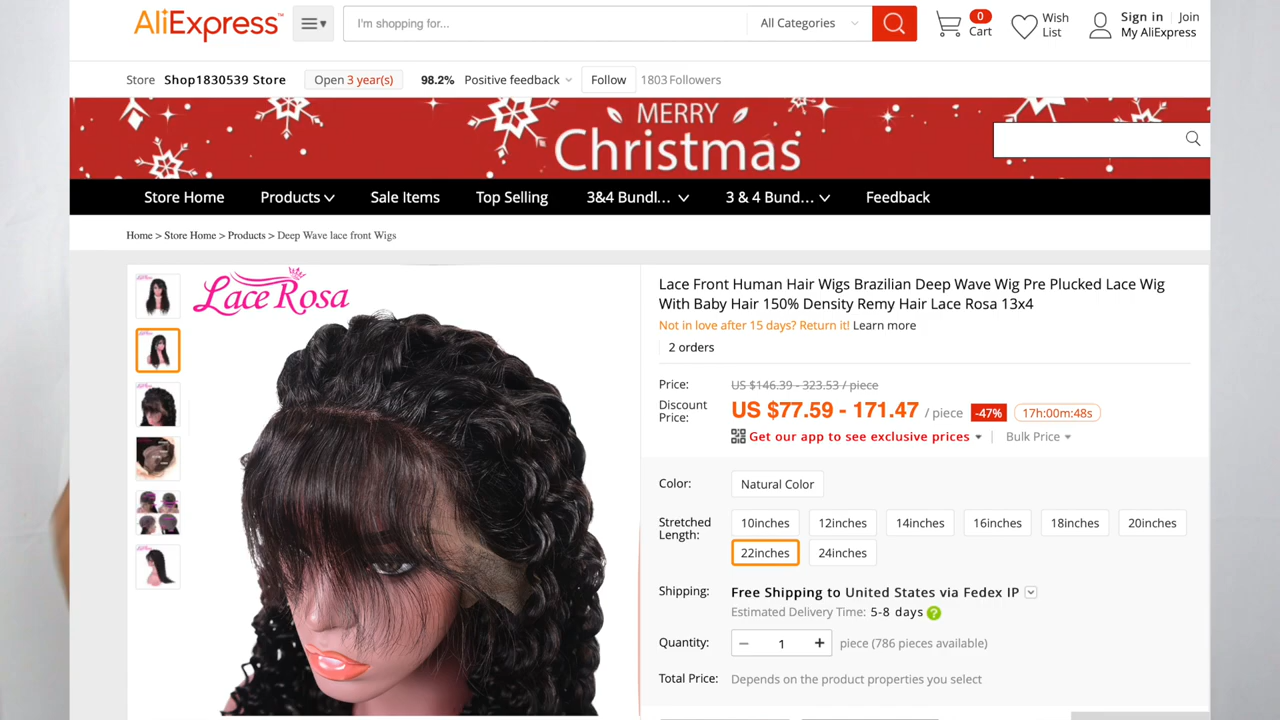 AliExpress™
I'm shopping for...
All Categories
0
Cart
Wish
List
Sign in | Join
My AliExpress
Store Shop1830539 Store
Open 3 year(s)
98.2% Positive feedback
Follow
1803 Followers
MERRY
Christmas
Store Home
Products
Sale Items
Top Selling
3&4 Bundl...
3 & 4 Bund...
Feedback
Home > Store Home > Products > Deep Wave lace front Wigs
Lace Rosa
Lace Front Human Hair Wigs Brazilian Deep Wave Wig Pre Plucked Lace Wig
With Baby Hair 150% Density Remy Hair Lace Rosa 13x4
Not in love after 15 days? Return it! Learn more
2 orders
Price: US $146.39 - 323.53 / piece
Discount
Price:
US $77.59 - 171.47 / piece -47% 17h:00m:48s
Get our app to see exclusive prices | Bulk Price
Color: Natural Color
Stretched
Length:
10inches 12inches 14inches 16inches 18inches 20inches
22inches 24inches
Shipping: Free Shipping to United States via Fedex IP
Estimated Delivery Time: 5-8 days ?
Quantity: − 1 + piece (786 pieces available)
Total Price: Depends on the product properties you select